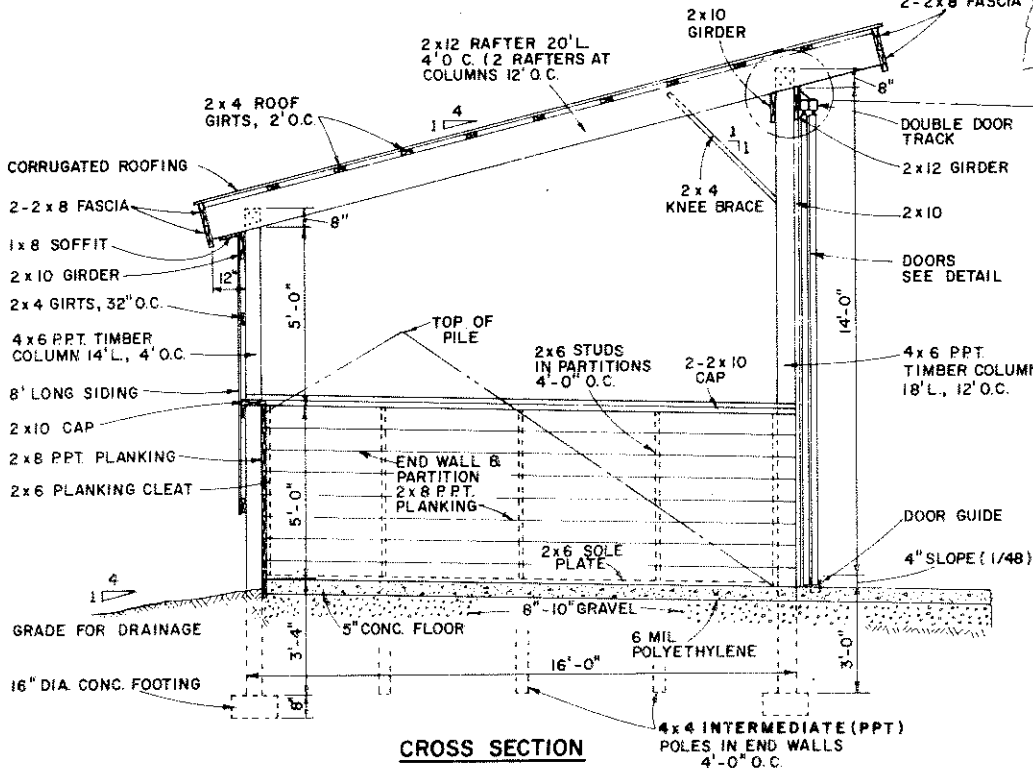 2-2x8 FASCIA
2x10
GIRDER
2x12 RAFTER 20'L.
4'O C. (2 RAFTERS AT
COLUMNS 12' O.C.
8"
2x4 ROOF
GIRTS, 2' O.C.
4
1
DOUBLE DOOR
TRACK
1
1
2x12 GIRDER
CORRUGATED ROOFING
2x4
KNEE BRACE
2x10
2-2x8 FASCIA
8"
1x8 SOFFIT
DOORS
SEE DETAIL
2x10 GIRDER
12"
2x4 GIRTS, 32" O.C.
5'-0"
14'-0"
TOP OF
PILE
4x6 P.P.T. TIMBER
COLUMN 14'L., 4' O.C.
2x6 STUDS
IN PARTITIONS
4'-0" O.C.
2-2x10
CAP
4x6 PPT.
TIMBER COLUMN
18'L., 12' O.C.
8' LONG SIDING
2x10 CAP
2x8 PPT. PLANKING
END WALL &
PARTITION
2x8 P.P.T.
PLANKING
2x6 PLANKING CLEAT
5'-0"
DOOR GUIDE
2x6 SOLE
PLATE
4" SLOPE (1/48)
4
1
8"-10" GRAVEL
GRADE FOR DRAINAGE
5" CONC. FLOOR
6 MIL
POLYETHYLENE
3'-4"
16'-0"
3'-0"
16" DIA. CONC. FOOTING
8"
4x4 INTERMEDIATE (PPT)
POLES IN END WALLS
4'-0" O.C.
CROSS SECTION